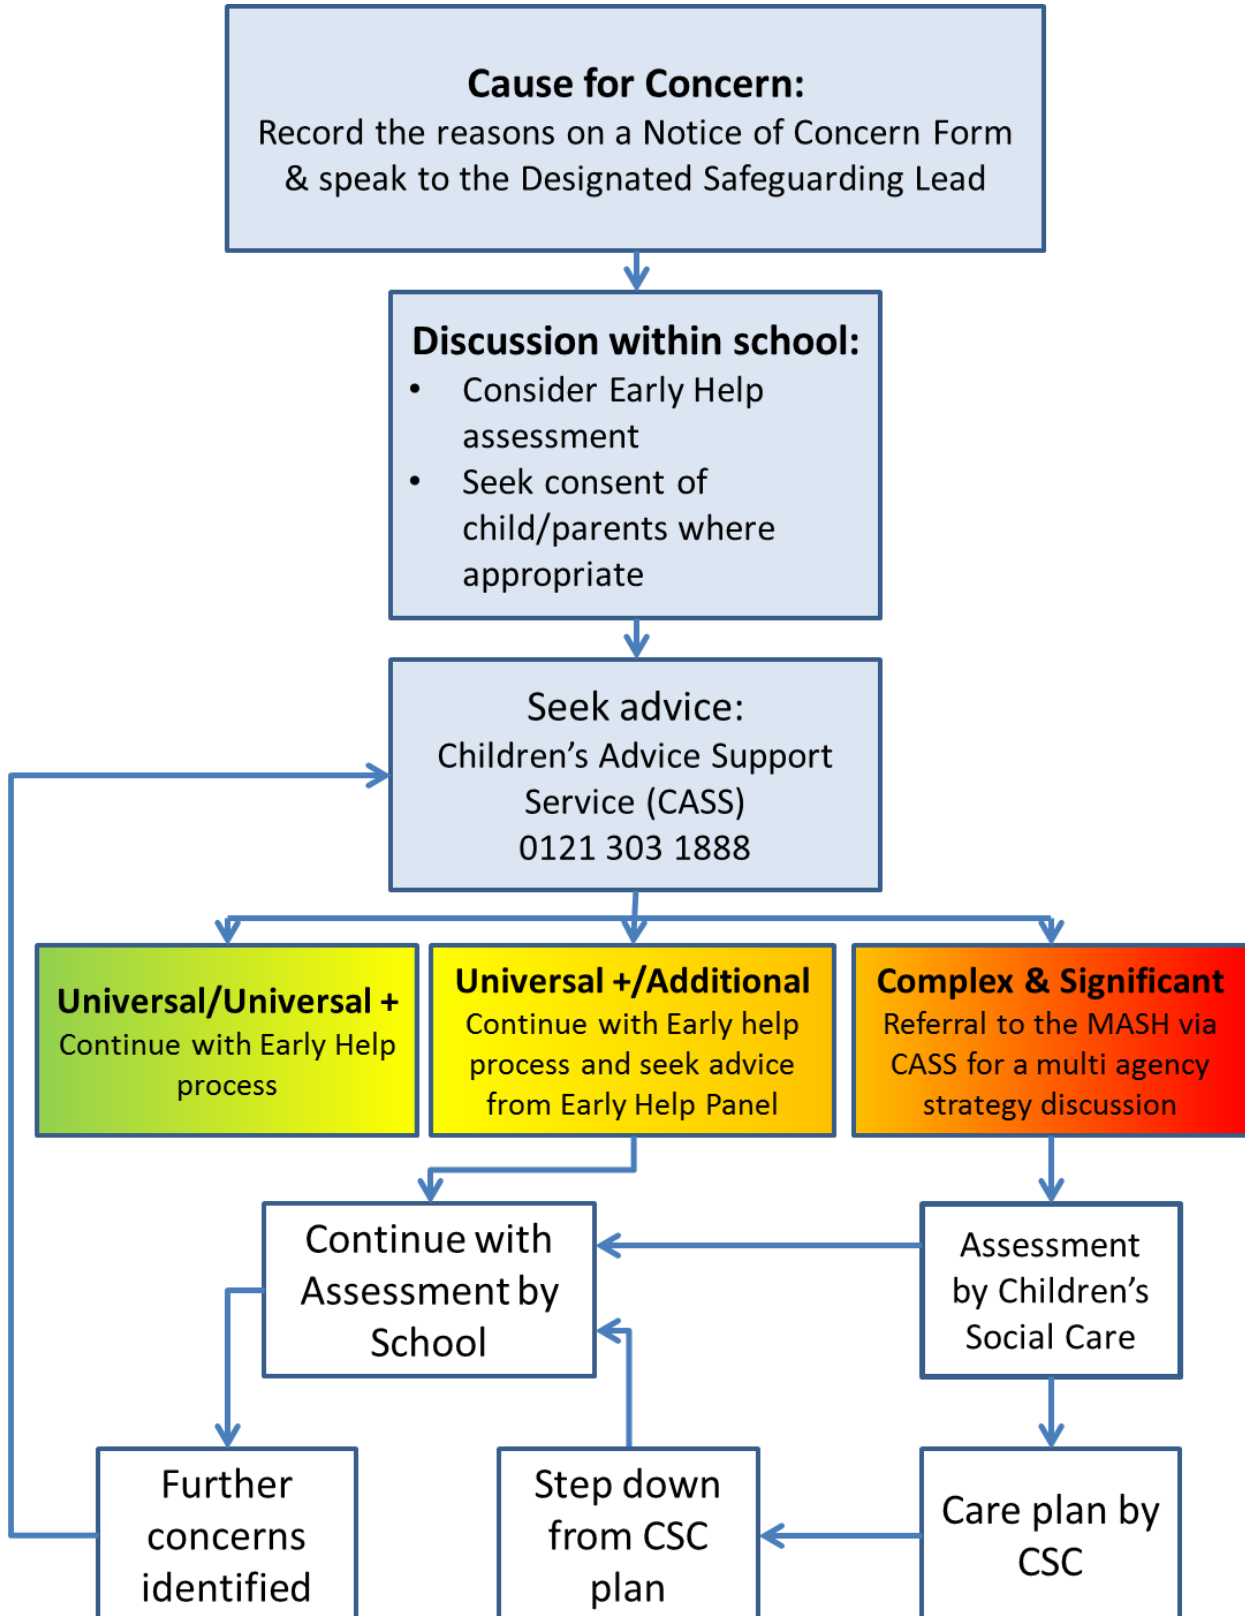 Cause for Concern:
Record the reasons on a Notice of Concern Form
& speak to the Designated Safeguarding Lead
Discussion within school:
• Consider Early Help
assessment
• Seek consent of
child/parents where
appropriate
Seek advice:
Children’s Advice Support
Service (CASS)
0121 303 1888
Universal/Universal +
Continue with Early Help
process
Universal +/Additional
Continue with Early help
process and seek advice
from Early Help Panel
Complex & Significant
Referral to the MASH via
CASS for a multi agency
strategy discussion
Continue with
Assessment by
School
Assessment
by Children’s
Social Care
Further
concerns
identified
Step down
from CSC
plan
Care plan by
CSC